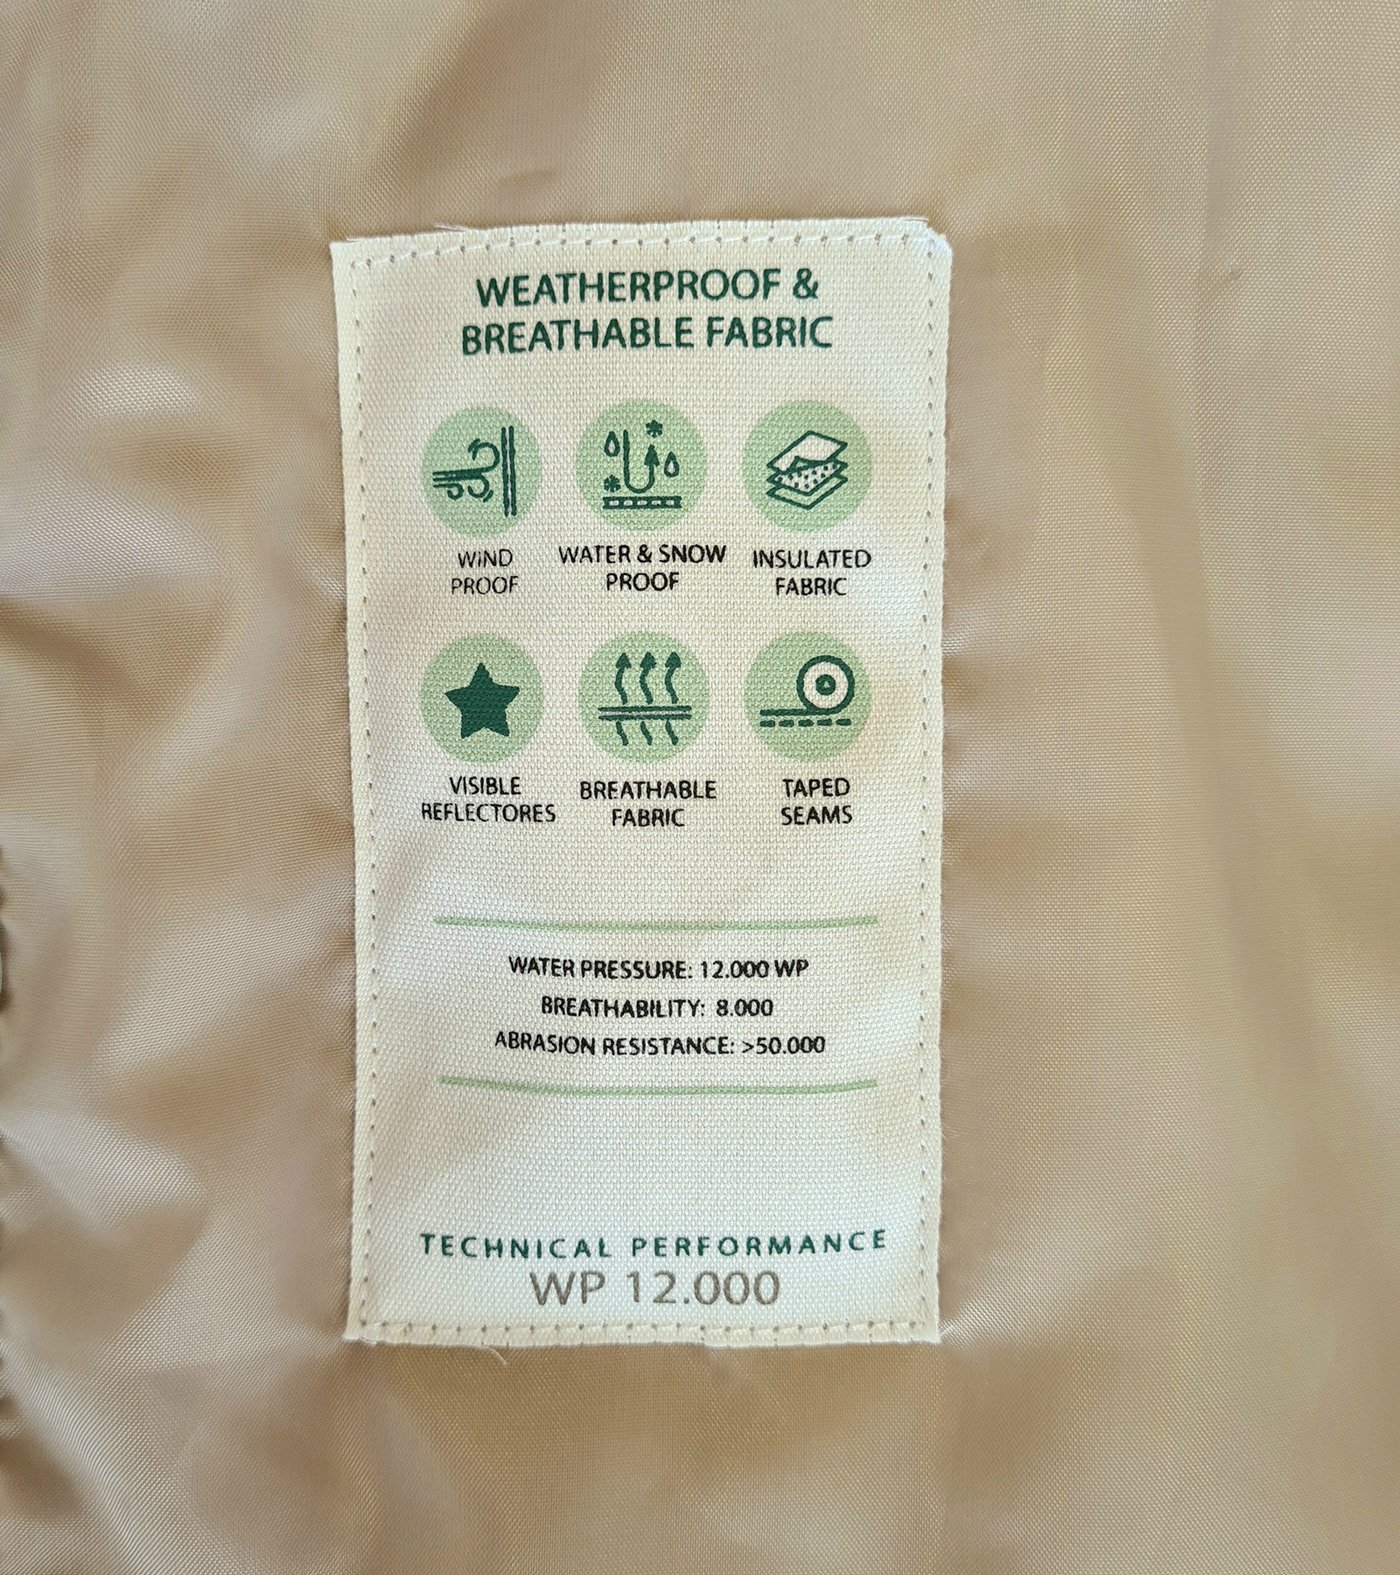 WEATHERPROOF &
BREATHABLE FABRIC
WIND
PROOF
WATER & SNOW
PROOF
INSULATED
FABRIC
VISIBLE
REFLECTORES
BREATHABLE
FABRIC
TAPED
SEAMS
WATER PRESSURE: 12.000 WP
BREATHABILITY: 8.000
ABRASION RESISTANCE: >50.000
TECHNICAL PERFORMANCE
WP 12.000